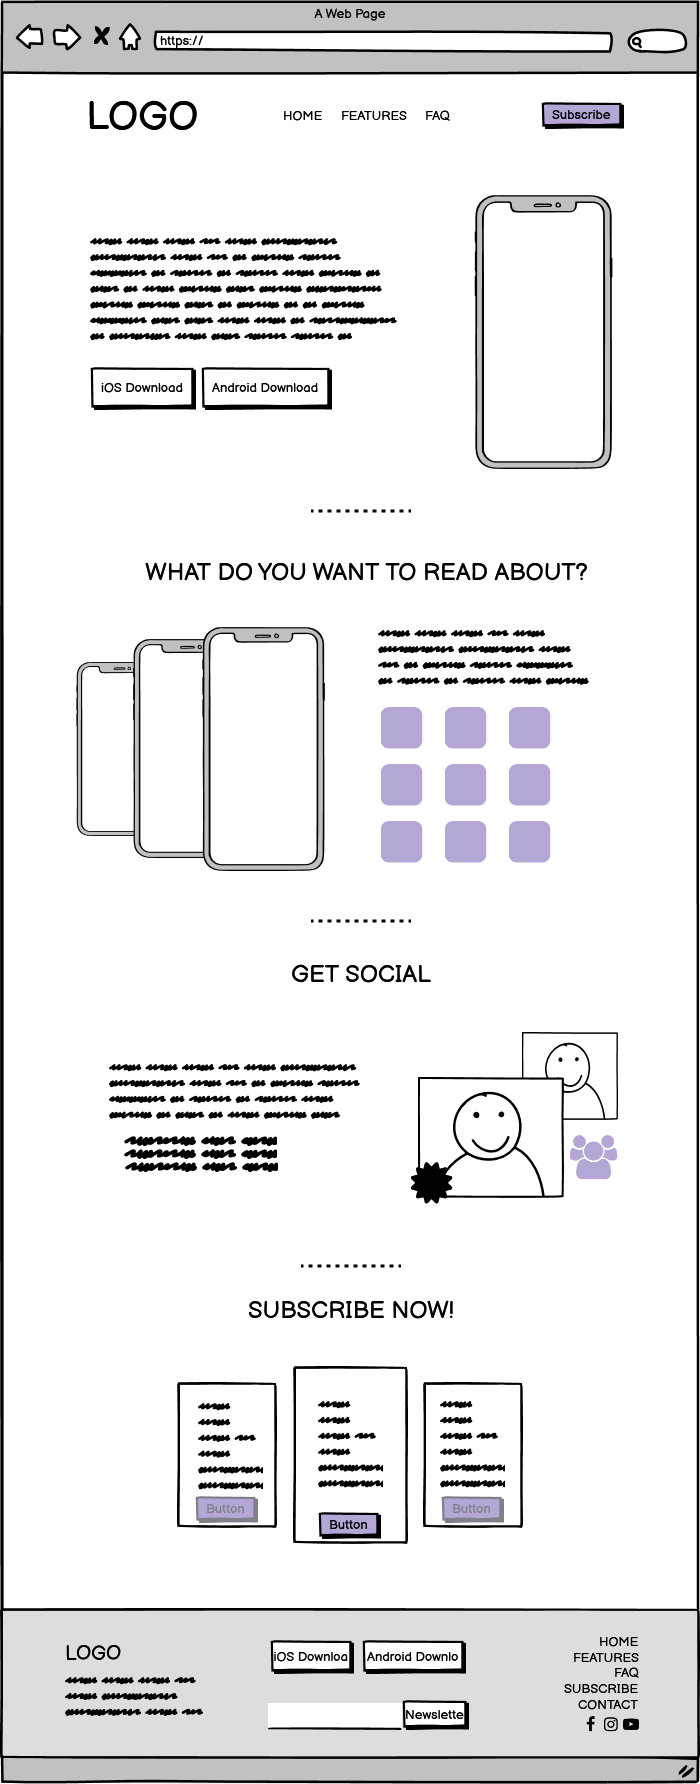 A Web Page
https://
LOGO
HOME FEATURES FAQ
Subscribe
iOS Download
Android Download
WHAT DO YOU WANT TO READ ABOUT?
GET SOCIAL
SUBSCRIBE NOW!
Button
Button
Button
LOGO
iOS Downloa
Android Downlo
Newslette
HOME
FEATURES
FAQ
SUBSCRIBE
CONTACT